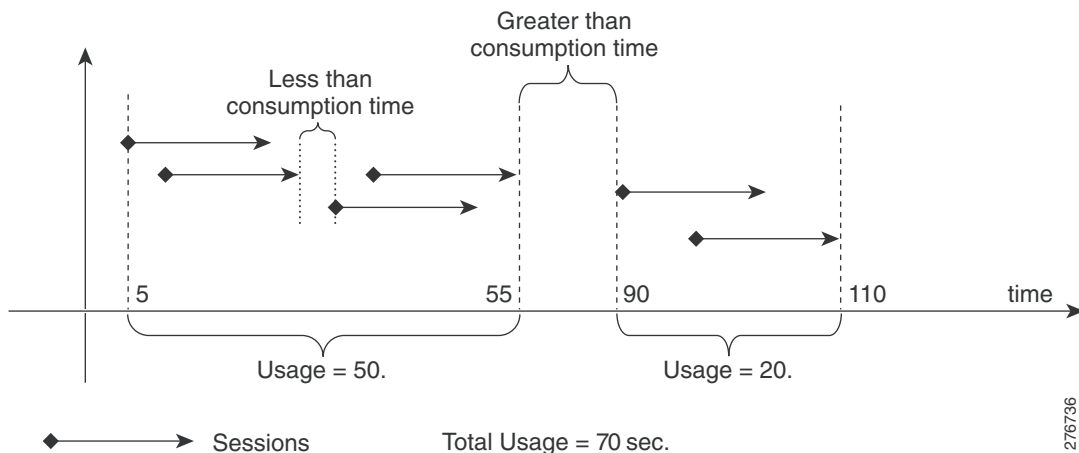 Greater than
consumption time
Less than
consumption time
5
55
90
110
time
Usage = 50.
Usage = 20.
Sessions
Total Usage = 70 sec.
276736